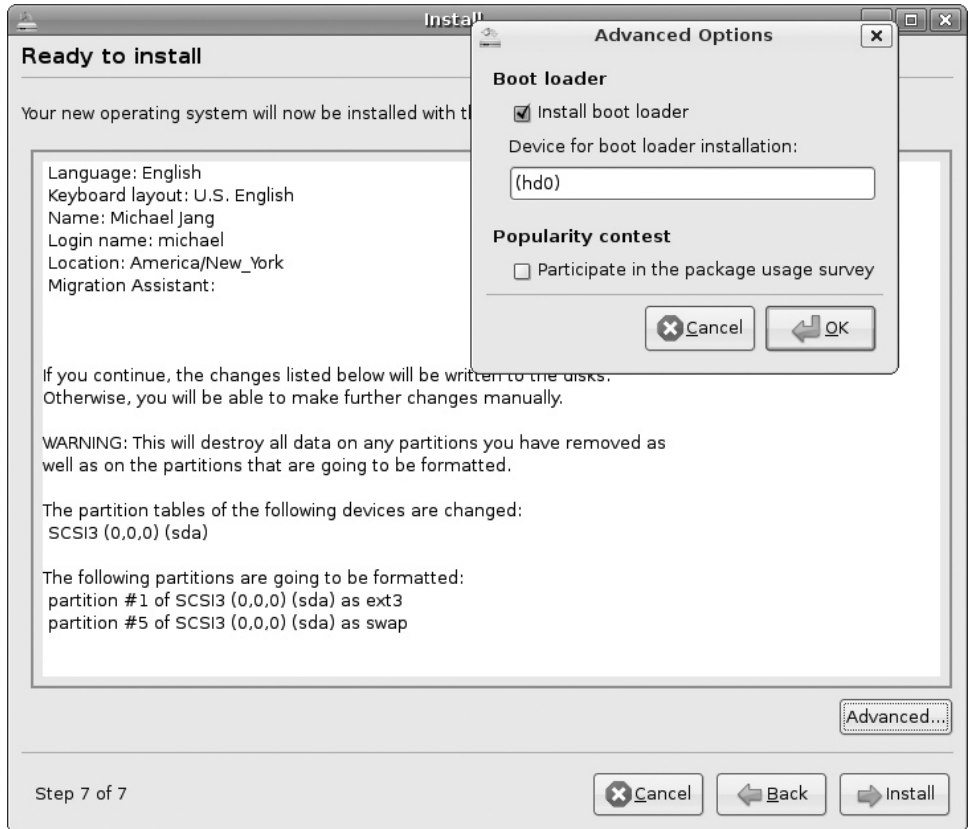 Install
Ready to install
Your new operating system will now be installed with
Language: English
Keyboard layout: U.S. English
Name: Michael Jang
Login name: michael
Location: America/New_York
Migration Assistant:
If you continue, the changes listed below will be written to the disks.
Otherwise, you will be able to make further changes manually.
WARNING: This will destroy all data on any partitions you have removed as
well as on the partitions that are going to be formatted.
The partition tables of the following devices are changed:
SCSI3 (0,0,0) (sda)
The following partitions are going to be formatted:
partition #1 of SCSI3 (0,0,0) (sda) as ext3
partition #5 of SCSI3 (0,0,0) (sda) as swap
Advanced...
Step 7 of 7
Cancel
Back
Install
Advanced Options
Boot loader
Install boot loader
Device for boot loader installation:
(hd0)
Popularity contest
Participate in the package usage survey
Cancel
OK